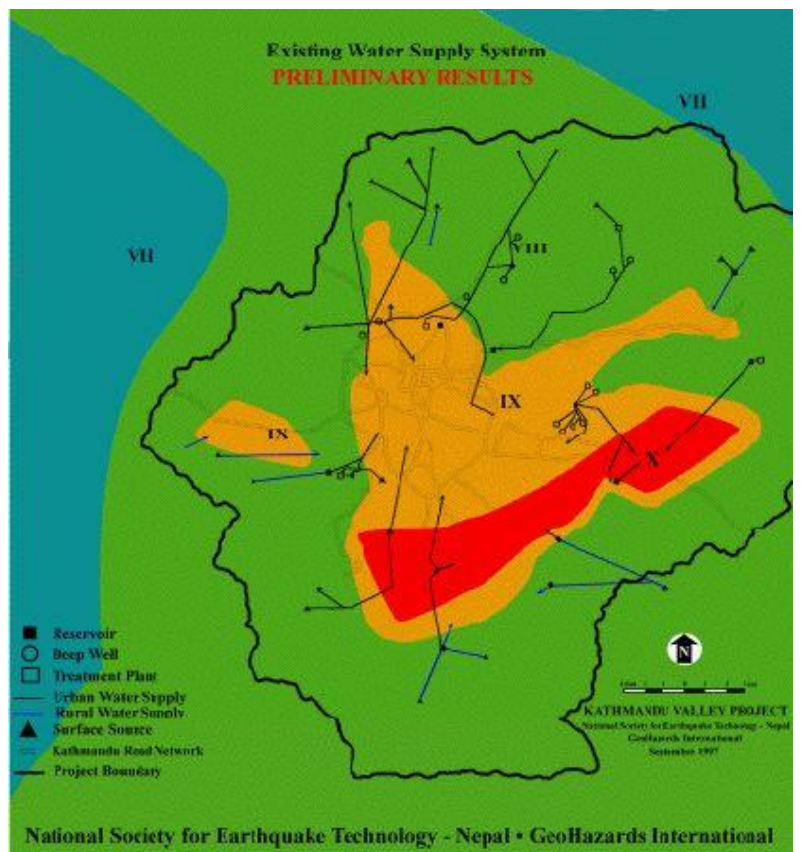 Existing Water Supply System
PRELIMINARY RESULTS
VII
VII
VIII
IX
IX
X
Reservoir
Deep Well
Treatment Plant
Urban Water Supply
Rural Water Supply
Surface Source
Kathmandu Road Network
Project Boundary
N
KATHMANDU VALLEY PROJECT
National Society for Earthquake Technology - Nepal
GeoHazards International
September 1997
National Society for Earthquake Technology - Nepal • GeoHazards International